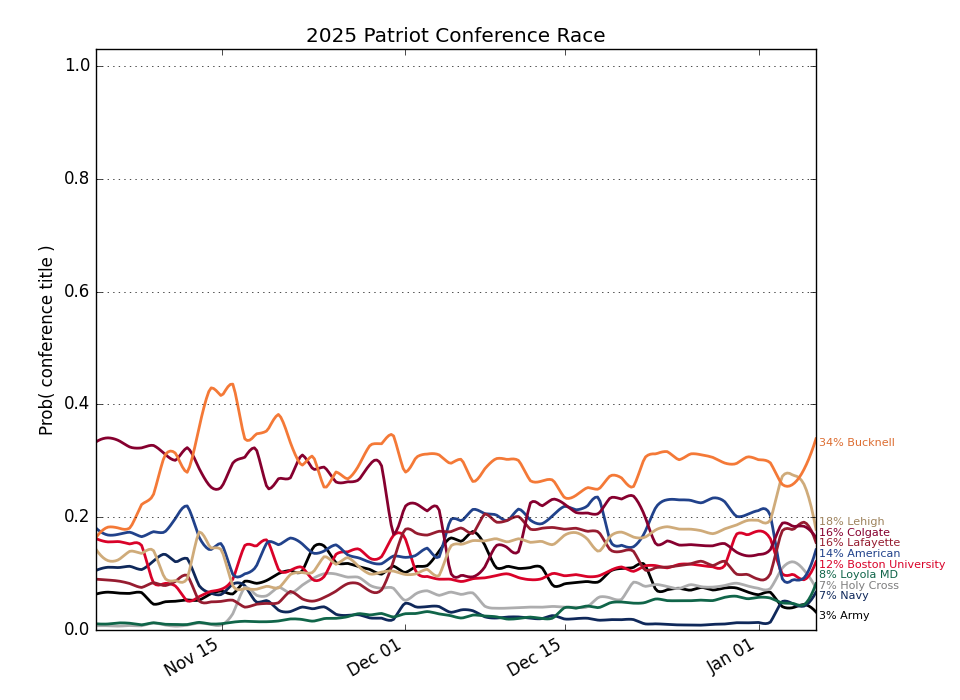 2025 Patriot Conference Race
Prob( conference title )
1.0
0.8
0.6
0.4
0.2
0.0
Nov 15
Dec 01
Dec 15
Jan 01
34% Bucknell
18% Lehigh
16% Colgate
16% Lafayette
14% American
12% Boston University
8% Loyola MD
7% Holy Cross
7% Navy
3% Army